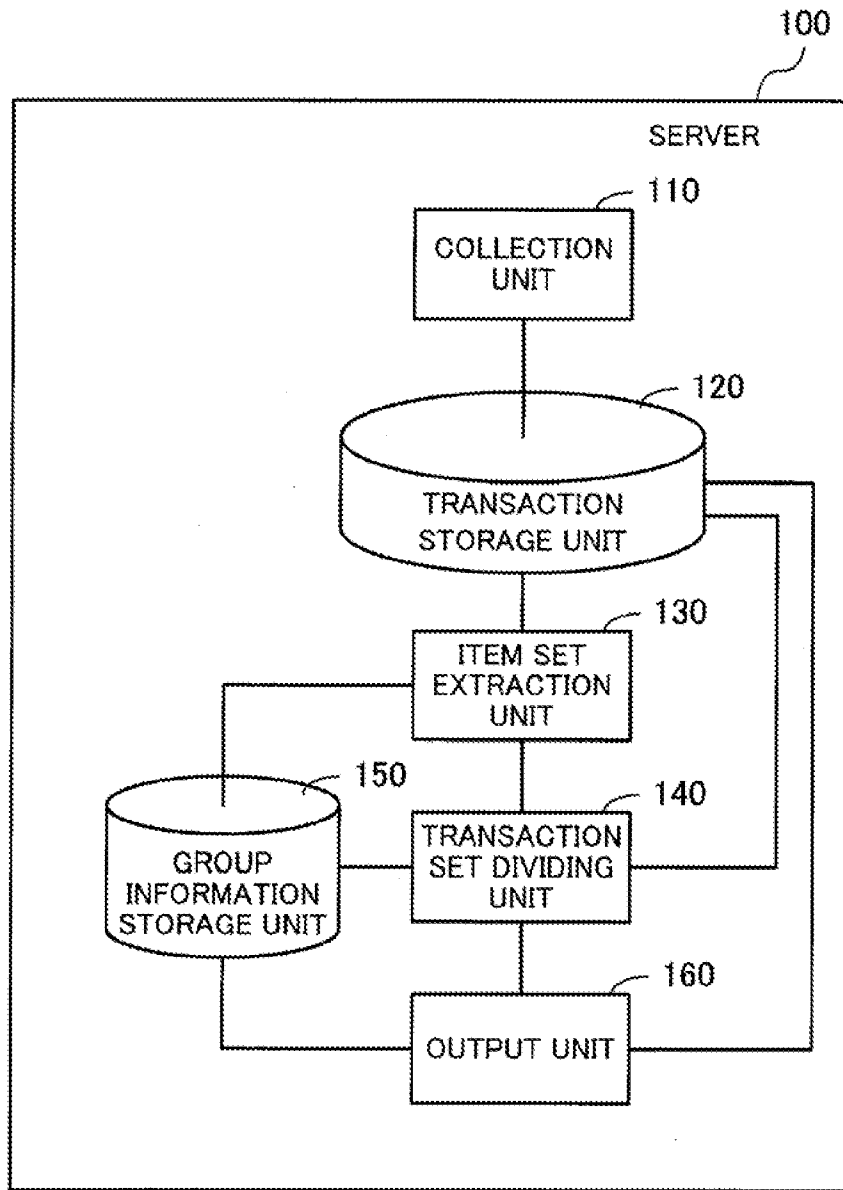 100
SERVER
110
COLLECTION
UNIT
120
TRANSACTION
STORAGE UNIT
130
ITEM SET
EXTRACTION
UNIT
150
140
GROUP
INFORMATION
STORAGE UNIT
TRANSACTION
SET DIVIDING
UNIT
160
OUTPUT UNIT